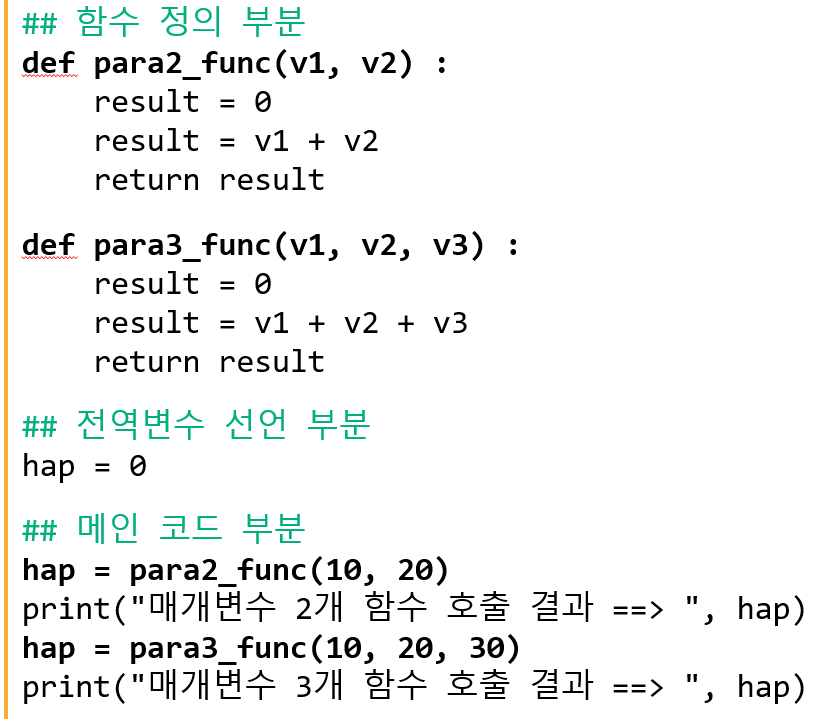 ## 함수 정의 부분
def para2_func(v1, v2) :
    result = 0
    result = v1 + v2
    return result
def para3_func(v1, v2, v3) :
    result = 0
    result = v1 + v2 + v3
    return result
## 전역변수 선언 부분
hap = 0
## 메인 코드 부분
hap = para2_func(10, 20)
print("매개변수 2개 함수 호출 결과 ==> ", hap)
hap = para3_func(10, 20, 30)
print("매개변수 3개 함수 호출 결과 ==> ", hap)